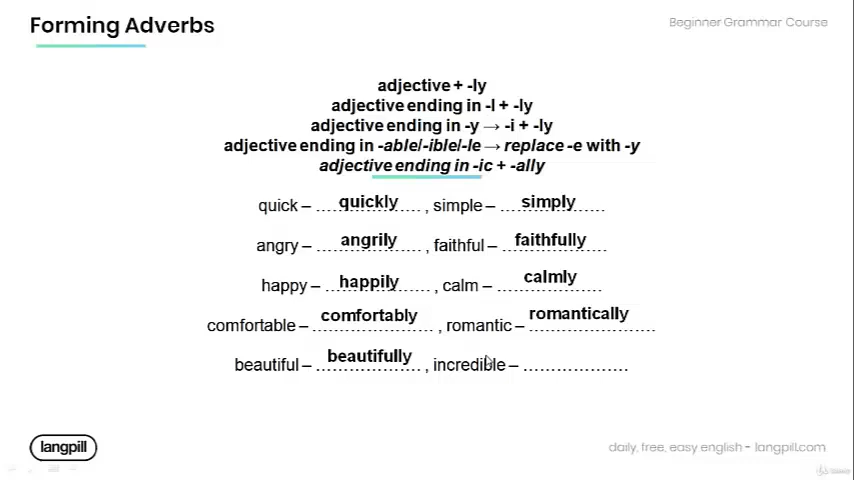 Forming Adverbs
Beginner Grammar Course
adjective + -ly
adjective ending in -l + -ly
adjective ending in -y → -i + -ly
adjective ending in -able/-ible/-le → replace -e with -y
adjective ending in -ic + -ally
quick – quickly , simple – simply
angry – angrily , faithful – faithfully
happy – happily , calm – calmly
comfortable – comfortably , romantic – romantically
beautiful – beautifully , incredible – ...................
langpill
daily, free, easy english - langpill.com
Udemy